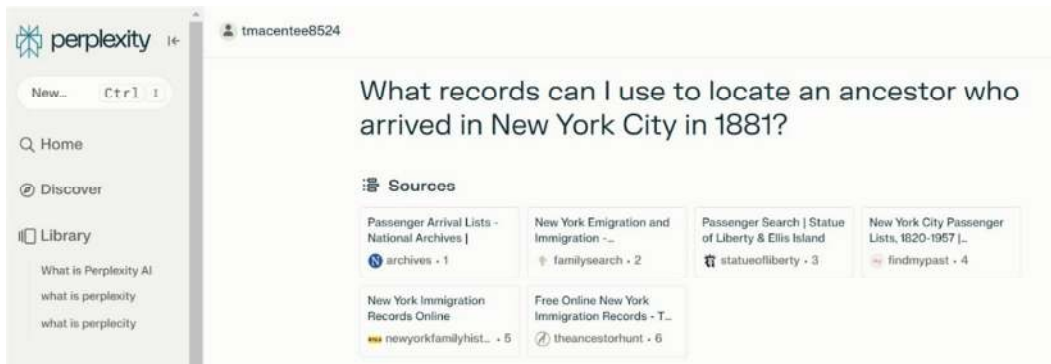 perplexity
New... Ctrl I
Home
Discover
Library
What is Perplexity AI
what is perplexity
what is perplecity
tmacentee8524
What records can I use to locate an ancestor who
arrived in New York City in 1881?
Sources
Passenger Arrival Lists -
National Archives |
archives • 1
New York Emigration and
Immigration -...
familysearch • 2
Passenger Search | Statue
of Liberty & Ellis Island
statueofliberty • 3
New York City Passenger
Lists, 1820-1957 |...
findmypast • 4
New York Immigration
Records Online
newyorkfamilyhist... • 5
Free Online New York
Immigration Records - T...
theancestorhunt • 6